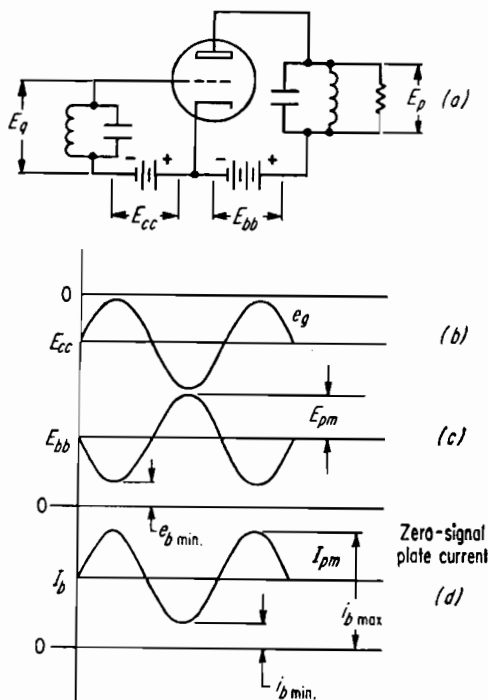 E_g
E_p (a)
- + - +
E_cc E_bb
0
e_g
E_cc (b)
E_pm
E_bb (c)
0
e_b min.
Zero-signal
plate current
I_pm
I_b (d)
i_b max
0
i_b min.